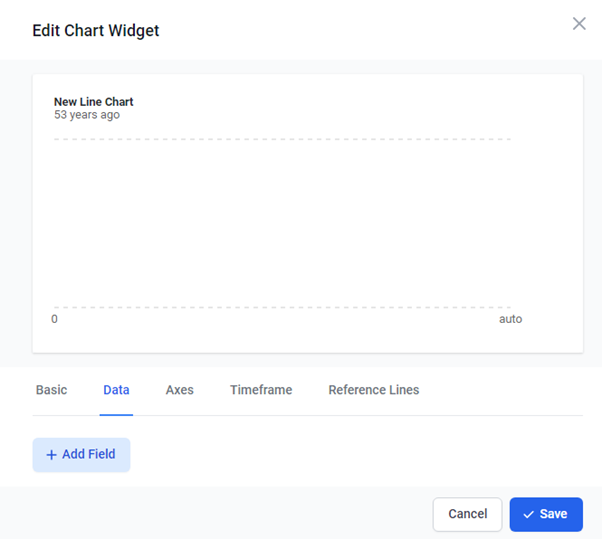 Edit Chart Widget
New Line Chart
53 years ago
0 auto
Basic Data Axes Timeframe Reference Lines
+ Add Field
Cancel Save